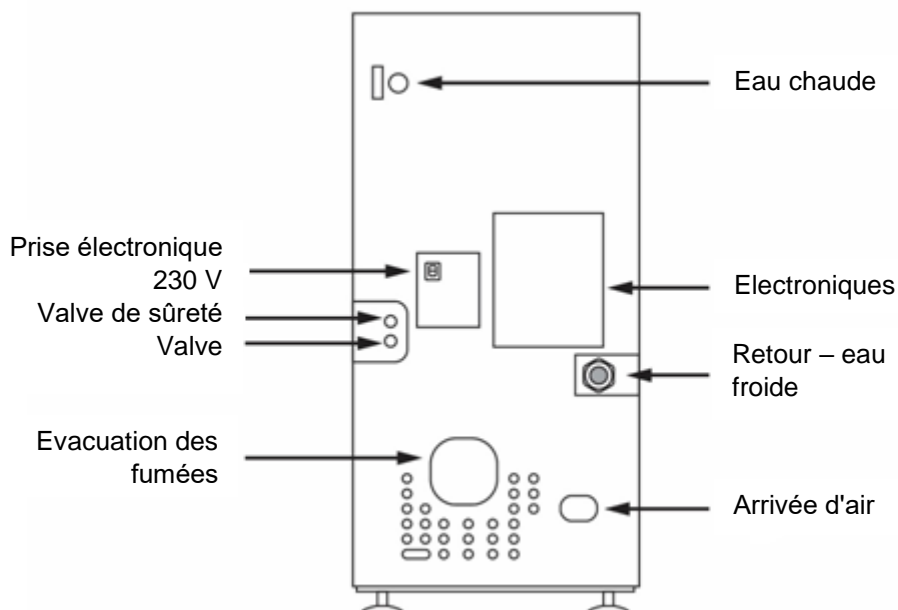 Eau chaude
Prise électronique
230 V
Valve de sûreté
Valve
Electroniques
Retour – eau
froide
Evacuation des
fumées
Arrivée d'air